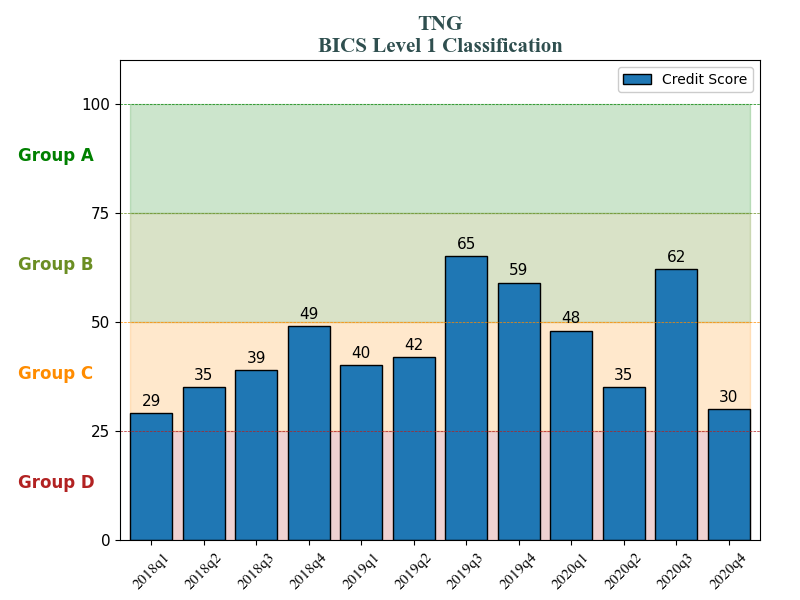 TNG
BICS Level 1 Classification
Credit Score
100
Group A
75
65
62
Group B
59
50
49
48
42
40
39
Group C
35
35
30
29
25
Group D
0
2018q1
2018q2
2018q3
2018q4
2019q1
2019q2
2019q3
2019q4
2020q1
2020q2
2020q3
2020q4